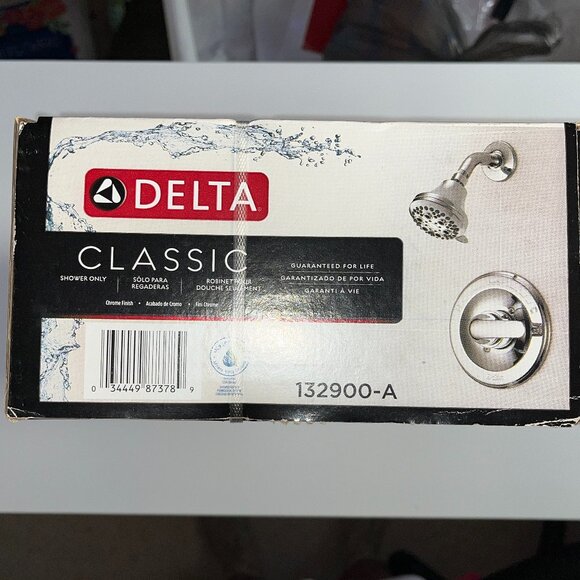 DELTA
CLASSIC
SHOWER ONLY • SÓLO PARA REGADERAS • ROBINET POUR DOUCHE SEULEMENT
Chrome Finish • Acabado de Cromo • Fini Chrome
GUARANTEED FOR LIFE
GARANTIZADO DE POR VIDA
GARANTI À VIE
0 34449 87378 9
132900-A